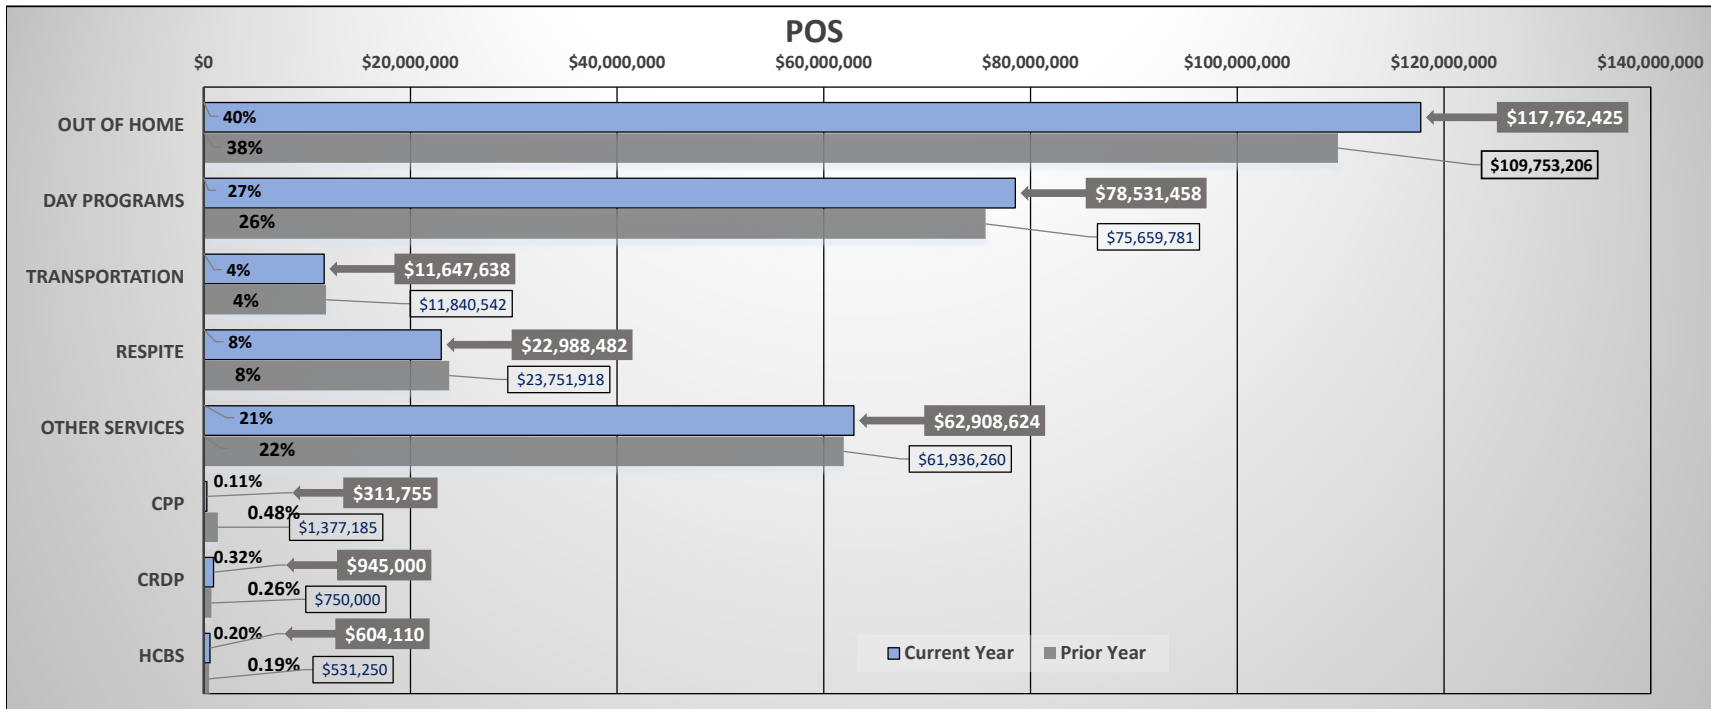 POS
$0 $20,000,000 $40,000,000 $60,000,000 $80,000,000 $100,000,000 $120,000,000 $140,000,000
OUT OF HOME
40%
$117,762,425
38%
$109,753,206
DAY PROGRAMS
27%
$78,531,458
26%
$75,659,781
TRANSPORTATION
4%
$11,647,638
4%
$11,840,542
RESPITE
8%
$22,988,482
8%
$23,751,918
OTHER SERVICES
21%
$62,908,624
22%
$61,936,260
CPP
0.11%
$311,755
0.48%
$1,377,185
CRDP
0.32%
$945,000
0.26%
$750,000
HCBS
0.20%
$604,110
0.19%
$531,250
Current Year Prior Year